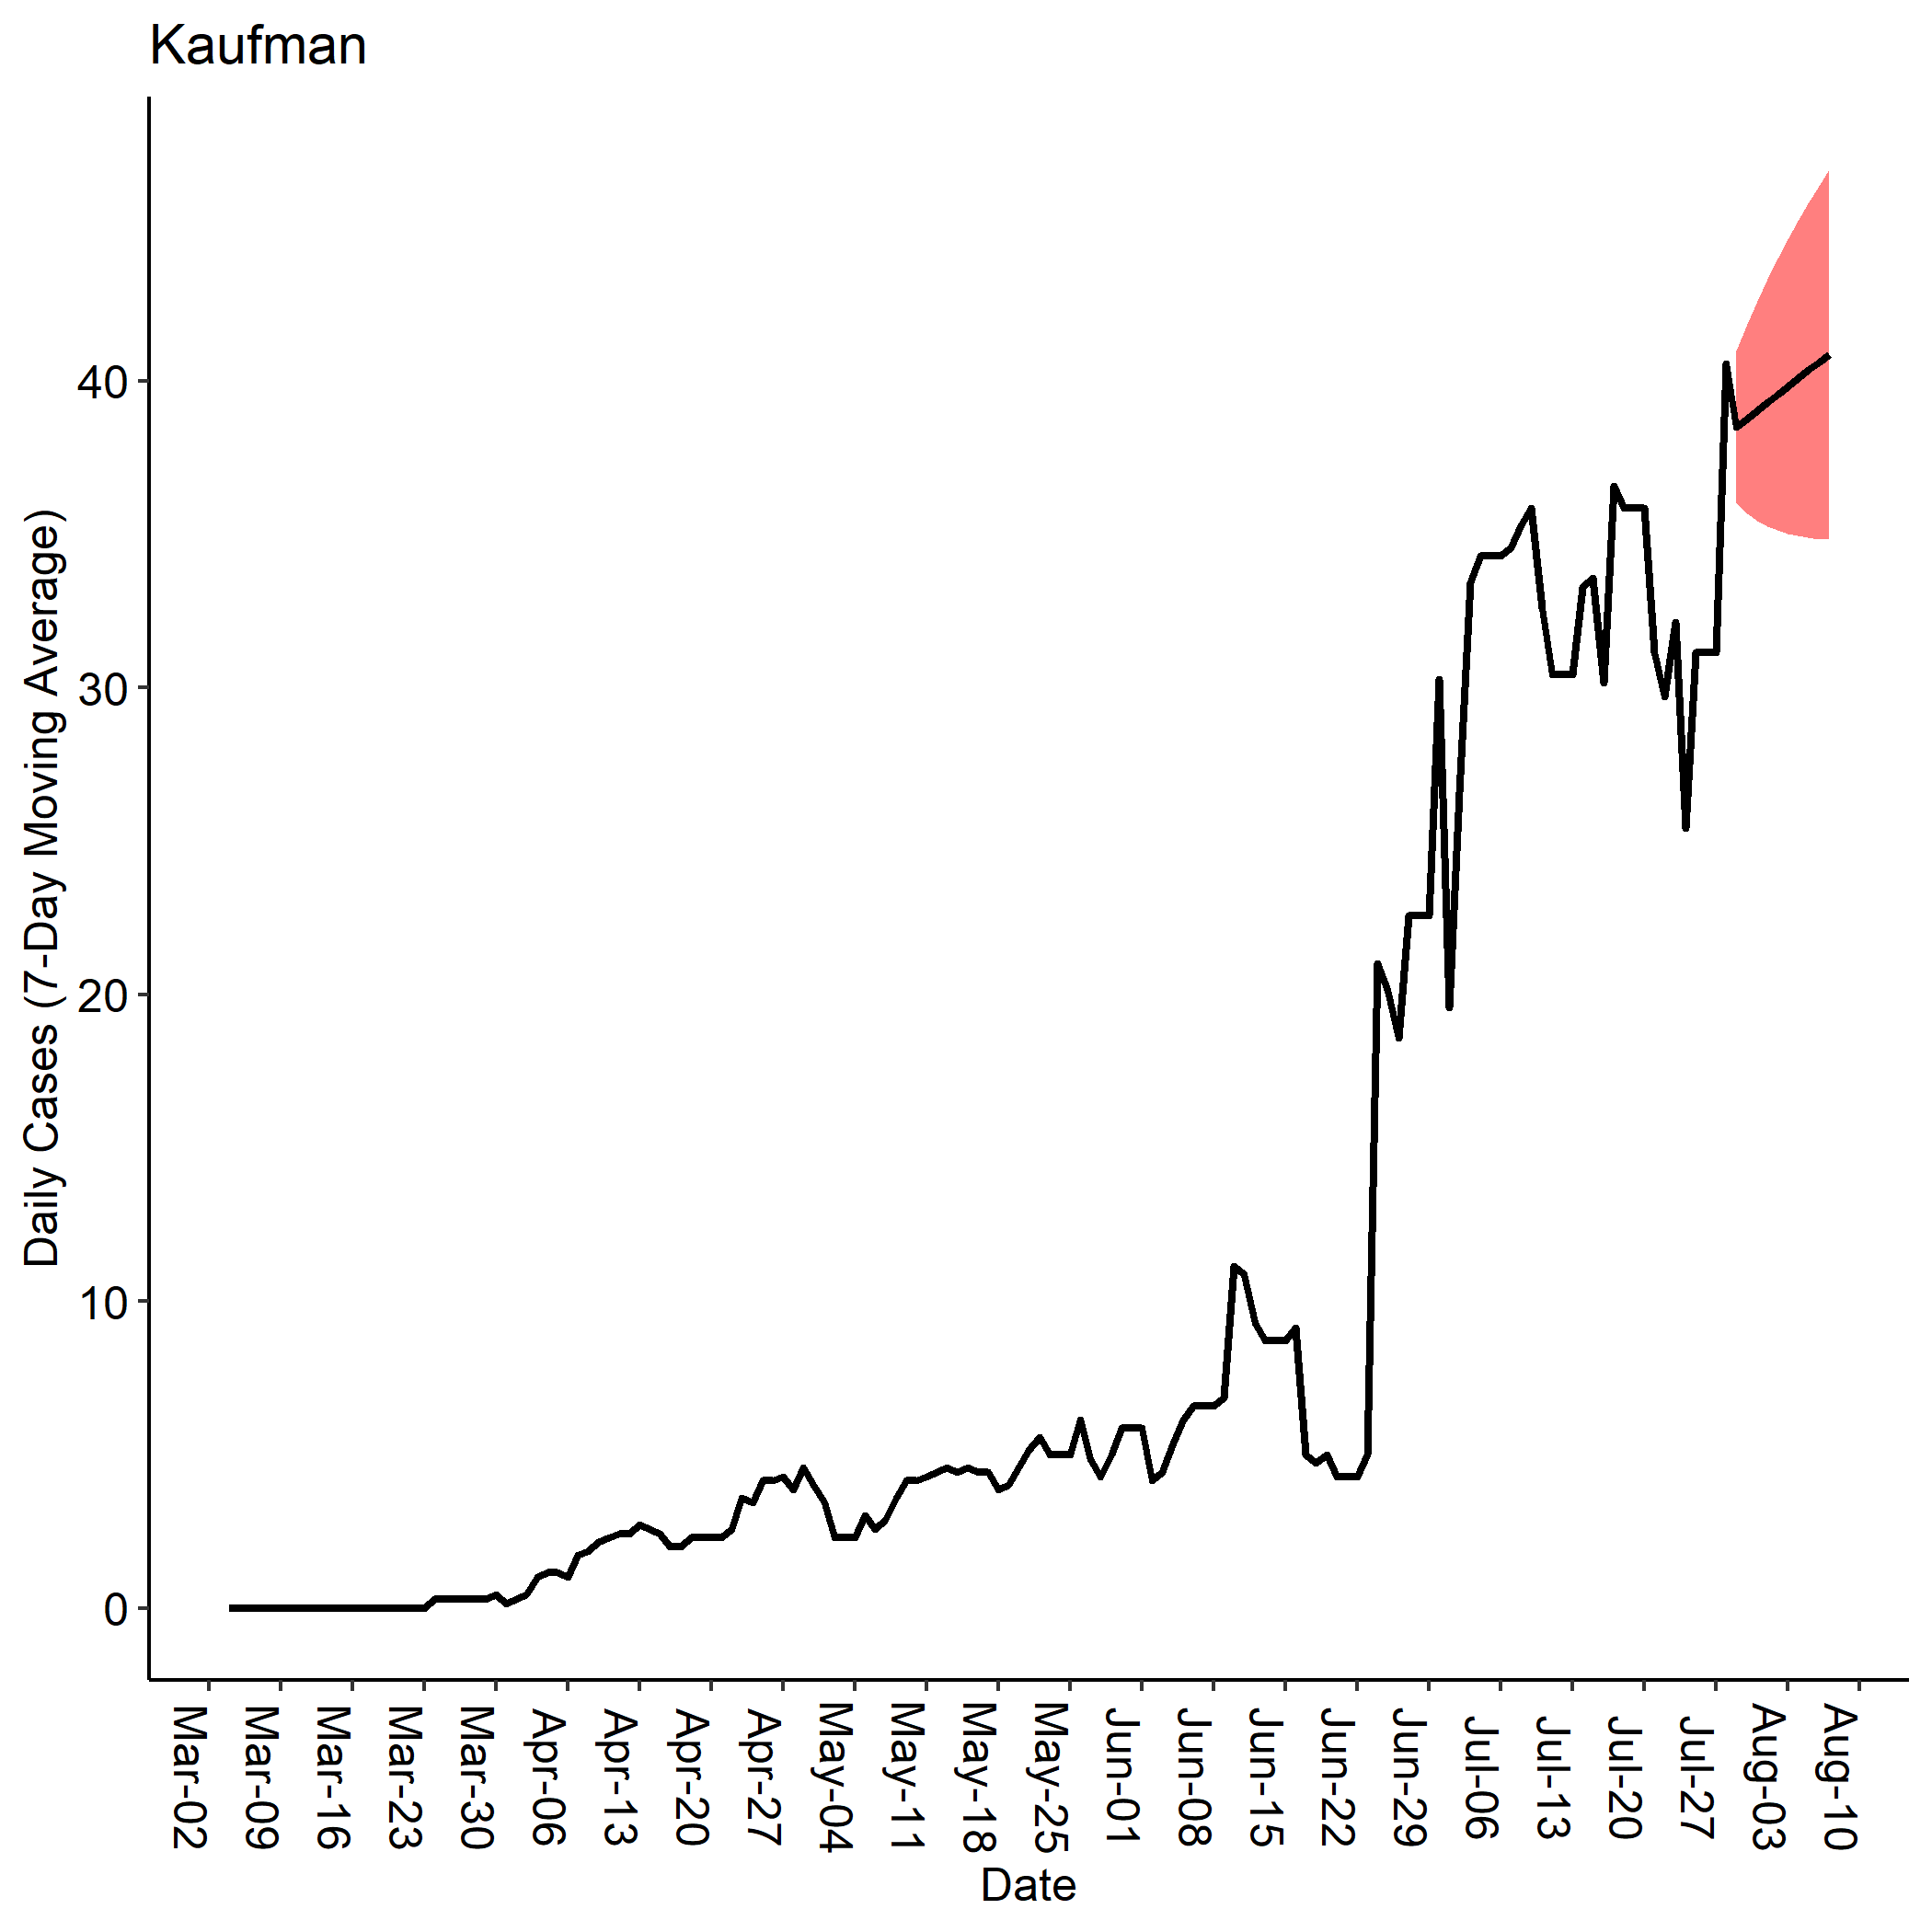 Kaufman
Daily Cases (7-Day Moving Average)
40
30
20
10
0
Mar-02
Mar-09
Mar-16
Mar-23
Mar-30
Apr-06
Apr-13
Apr-20
Apr-27
May-04
May-11
May-18
May-25
Jun-01
Jun-08
Jun-15
Jun-22
Jun-29
Jul-06
Jul-13
Jul-20
Jul-27
Aug-03
Aug-10
Date